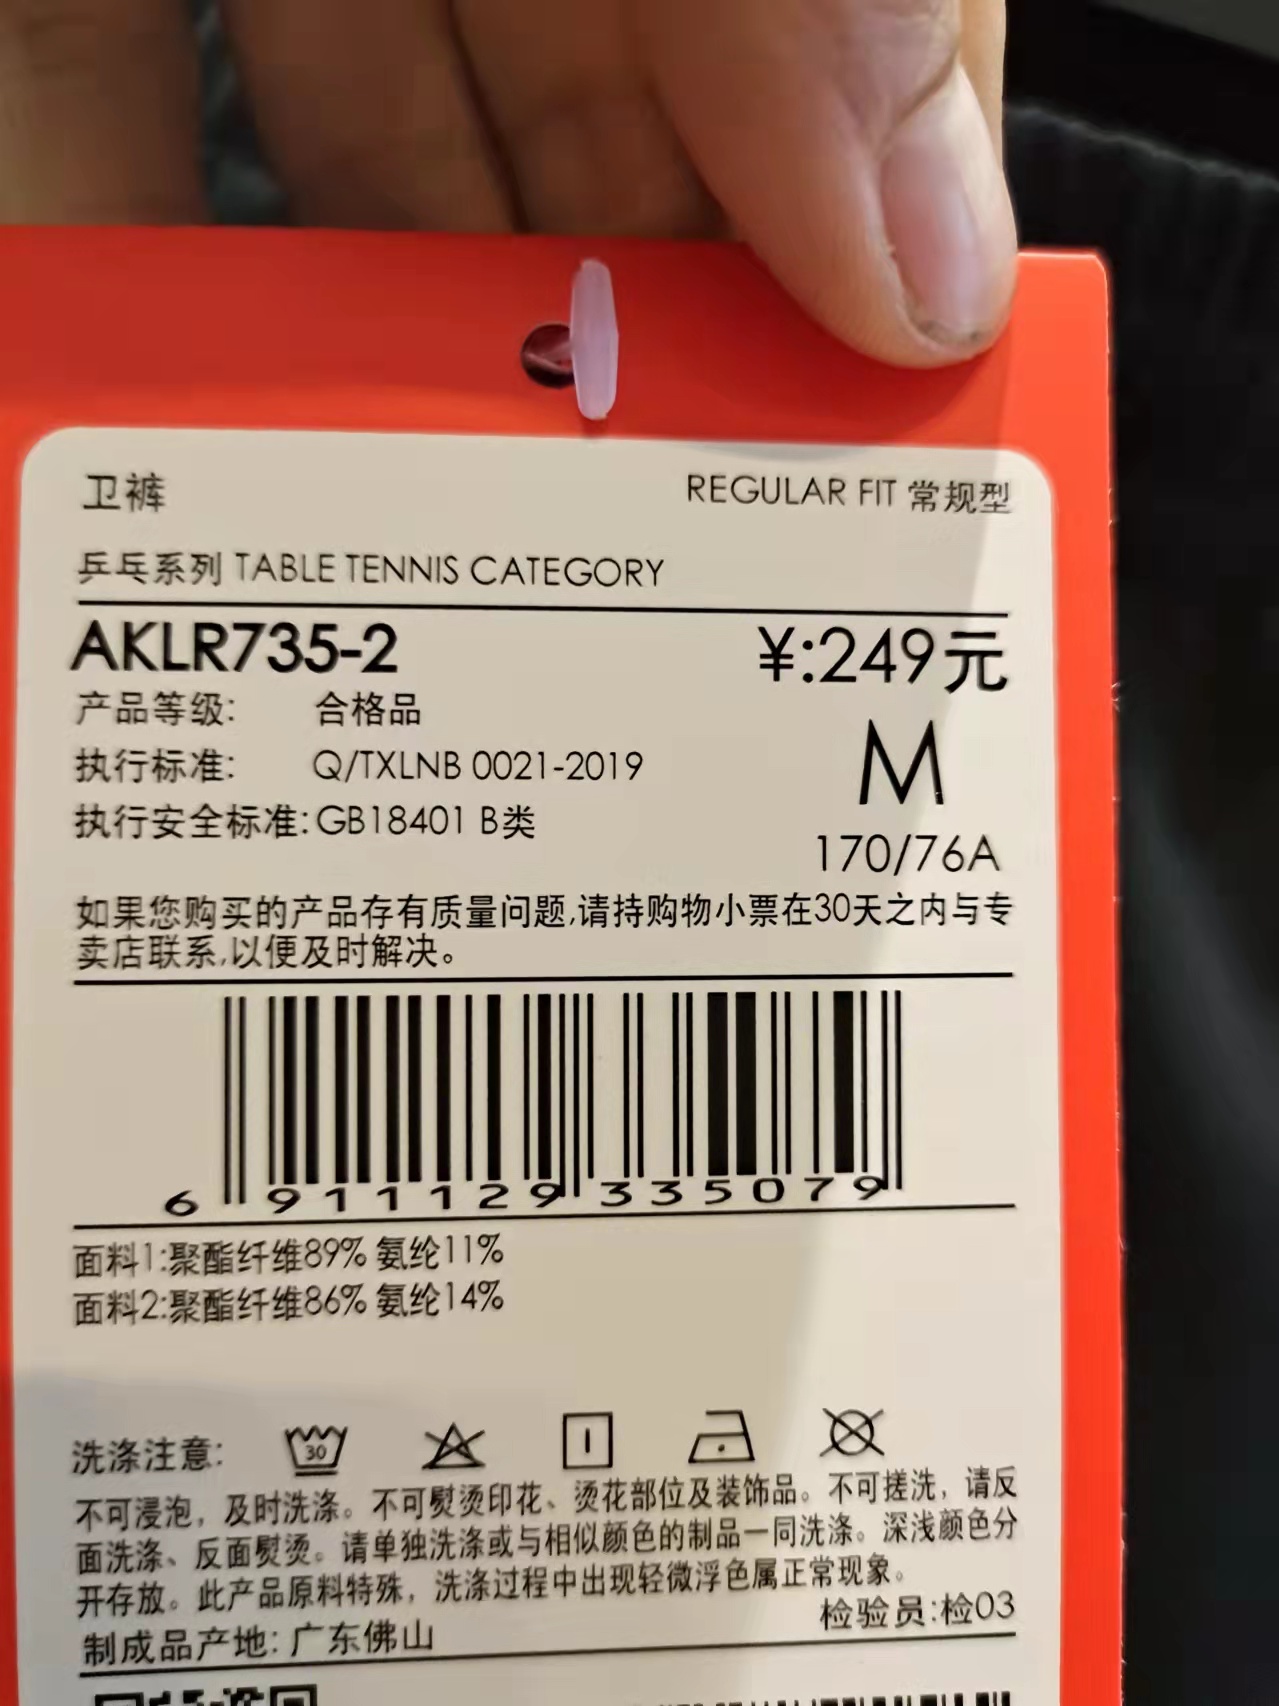 卫裤
REGULAR FIT 常规型
乒乓系列 TABLE TENNIS CATEGORY
AKLR735-2
¥:249元
产品等级: 合格品
M
执行标准: Q/TXLNB 0021-2019
执行安全标准:GB18401 B类
170/76A
如果您购买的产品存有质量问题,请持购物小票在30天之内与专
卖店联系,以便及时解决。
6 911129 335079
面料1:聚酯纤维89% 氨纶11%
面料2:聚酯纤维86% 氨纶14%
洗涤注意: 30
不可浸泡，及时洗涤。不可熨烫印花、烫花部位及装饰品。不可搓洗，请反
面洗涤、反面熨烫。请单独洗涤或与相似颜色的制品一同洗涤。深浅颜色分
开存放。此产品原料特殊，洗涤过程中出现轻微浮色属正常现象。
检验员:检03
制成品产地: 广东佛山